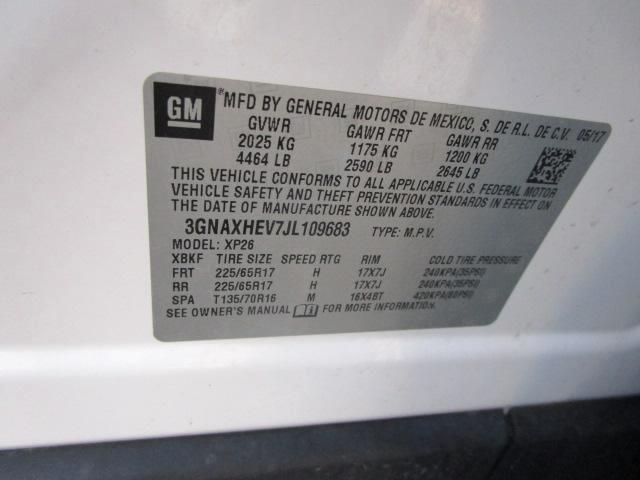 GM
® MFD BY GENERAL MOTORS DE MEXICO, S. DE R.L. DE C.V. 05/17
GVWR GAWR FRT GAWR RR
2025 KG 1175 KG 1200 KG
4464 LB 2590 LB 2645 LB
THIS VEHICLE CONFORMS TO ALL APPLICABLE U.S. FEDERAL MOTOR
VEHICLE SAFETY AND THEFT PREVENTION STANDARDS IN EFFECT ON
THE DATE OF MANUFACTURE SHOWN ABOVE.
3GNAXHEV7JL109683 TYPE: M.P.V.
MODEL: XP26
XBKF TIRE SIZE SPEED RTG RIM COLD TIRE PRESSURE
FRT 225/65R17 H 17X7J 240KPA(35PSI)
RR 225/65R17 H 17X7J 240KPA(35PSI)
SPA T135/70R16 M 16X4BT 420KPA(60PSI)
SEE OWNER'S MANUAL FOR MORE INFORMATION.